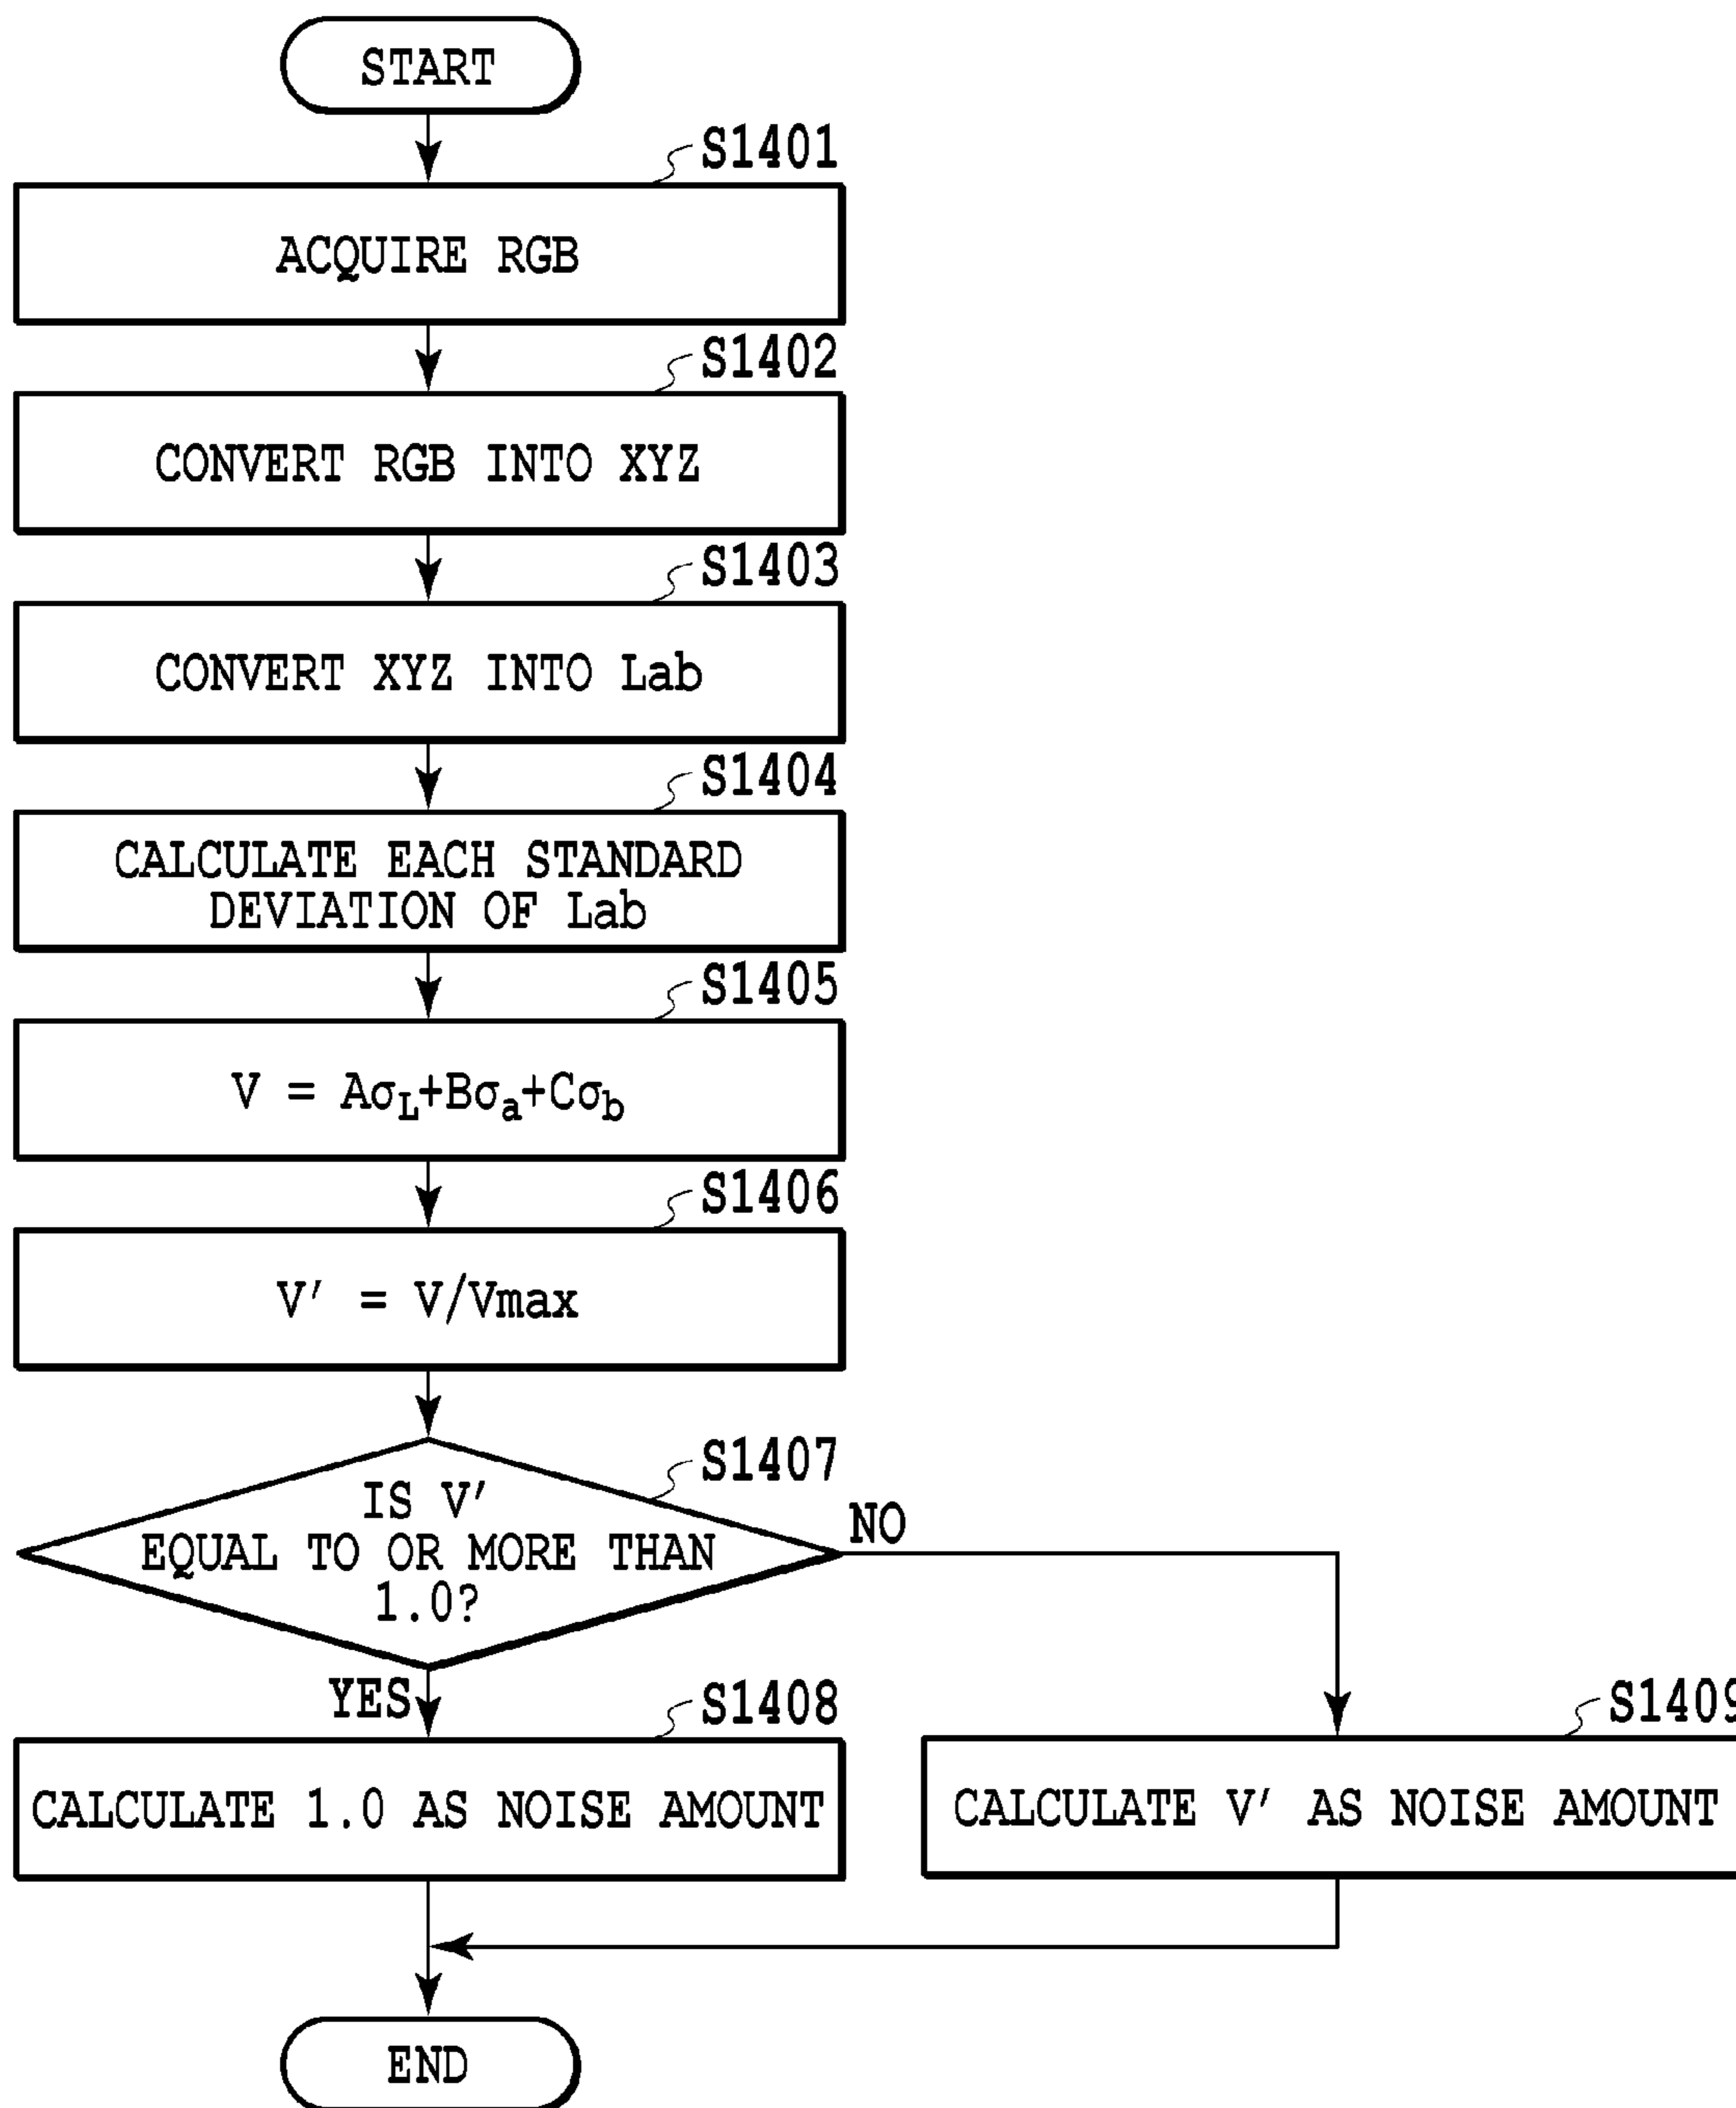 START
S1401
ACQUIRE RGB
S1402
CONVERT RGB INTO XYZ
S1403
CONVERT XYZ INTO Lab
S1404
CALCULATE EACH STANDARD
DEVIATION OF Lab
S1405
V = AσL+Bσa+Cσb
S1406
V' = V/Vmax
S1407
IS V'
EQUAL TO OR MORE THAN
1.0?
NO
YES
S1408
S1409
CALCULATE 1.0 AS NOISE AMOUNT
CALCULATE V' AS NOISE AMOUNT
END